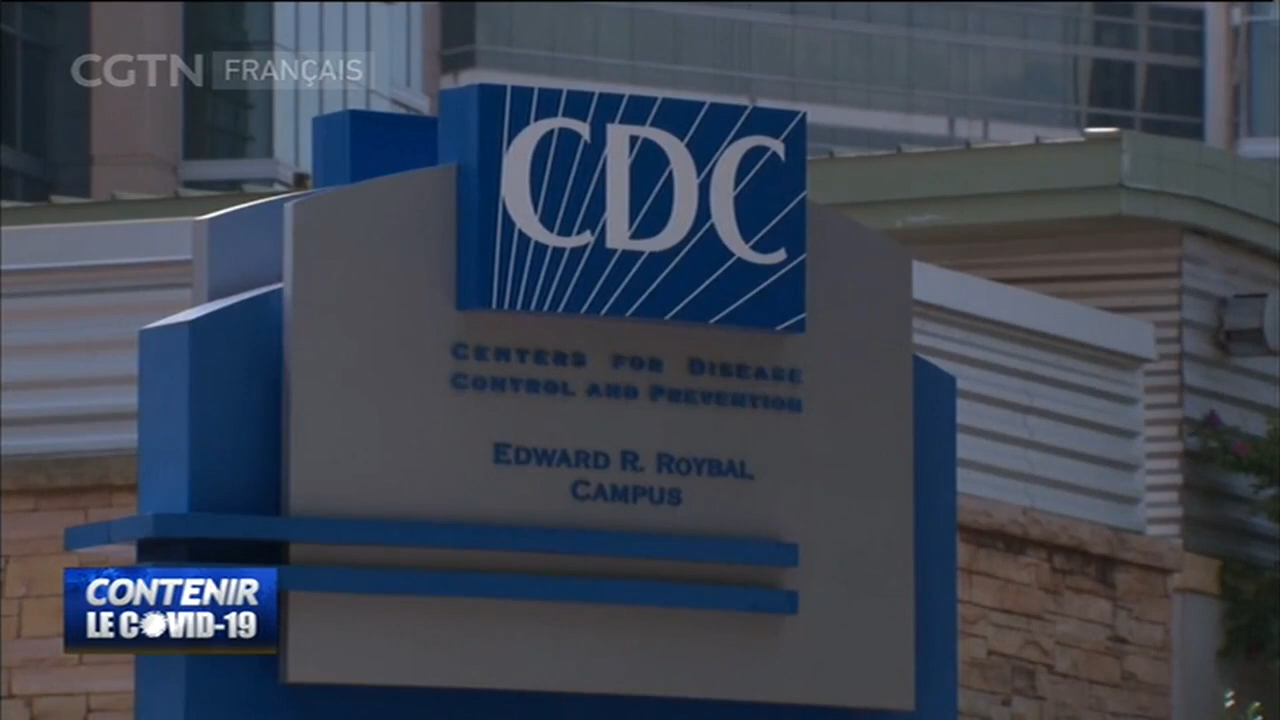 CGTN FRANÇAIS
CDC
CENTERS FOR DISEASE
CONTROL AND PREVENTION
EDWARD R. ROYBAL
CAMPUS
CONTENIR
LE COVID-19